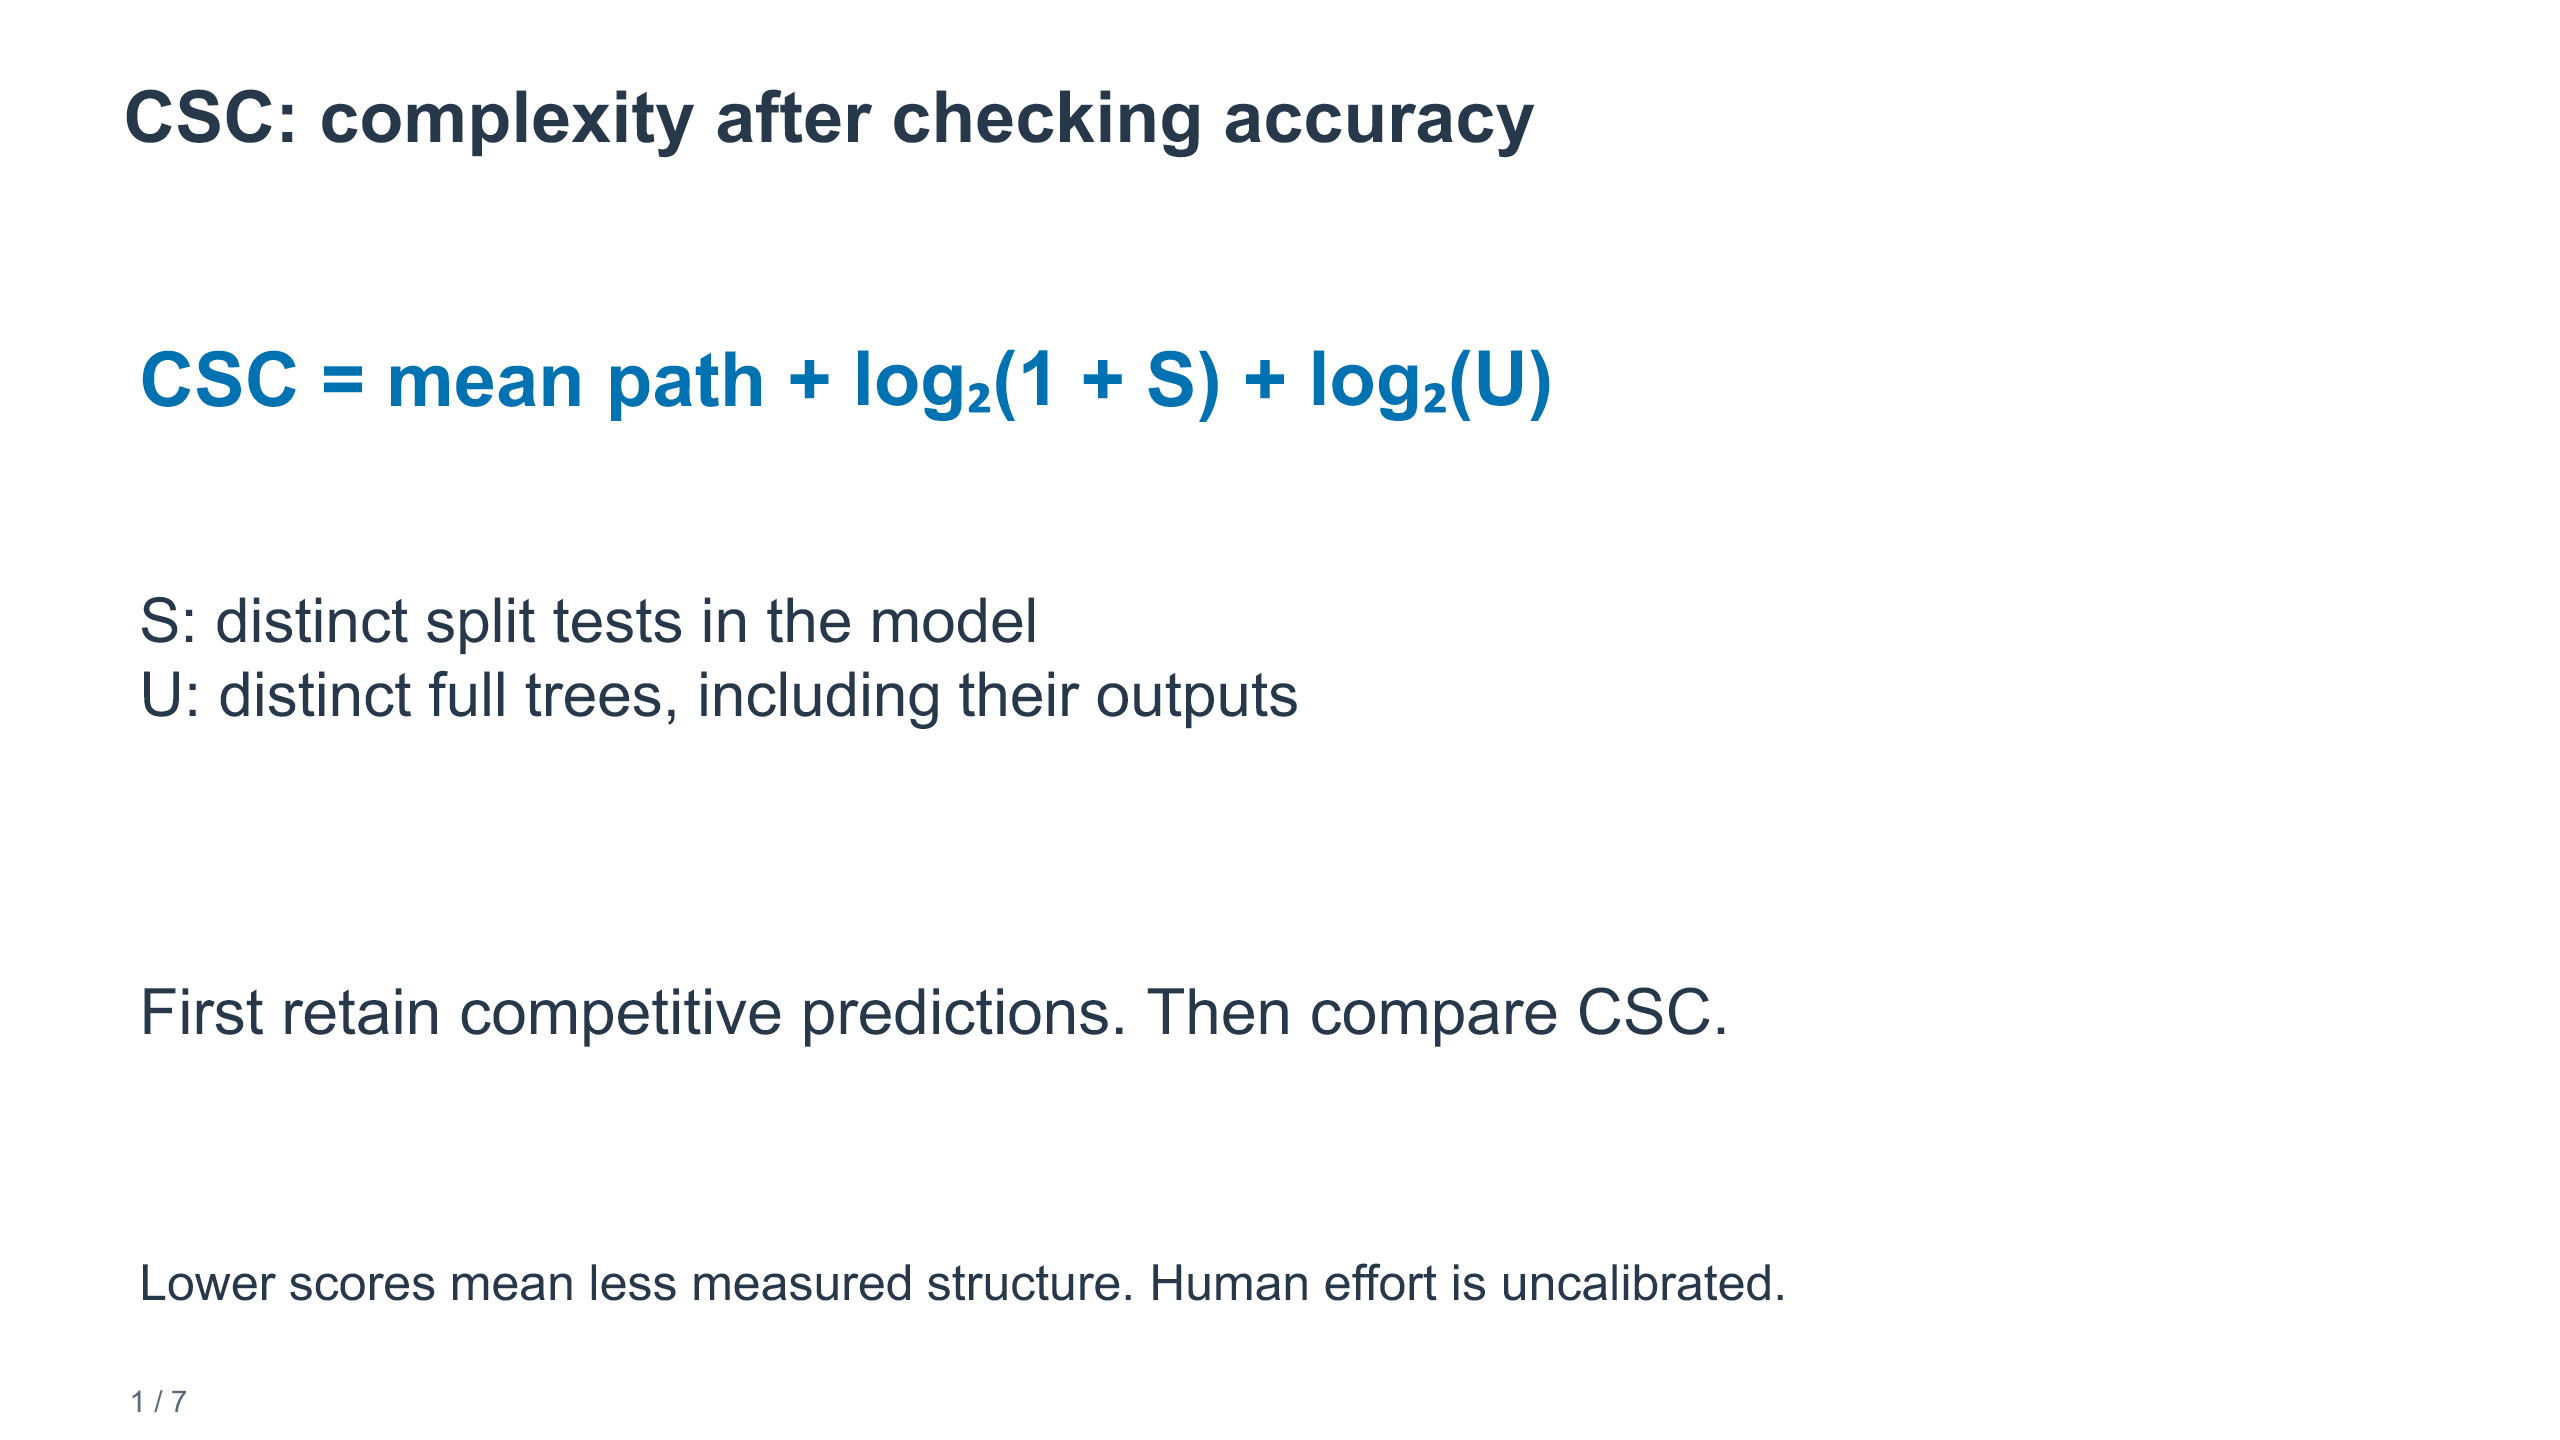 CSC: complexity after checking accuracy
CSC = mean path + log₂(1 + S) + log₂(U)
S: distinct split tests in the model
U: distinct full trees, including their outputs
First retain competitive predictions. Then compare CSC.
Lower scores mean less measured structure. Human effort is uncalibrated.
1 / 7